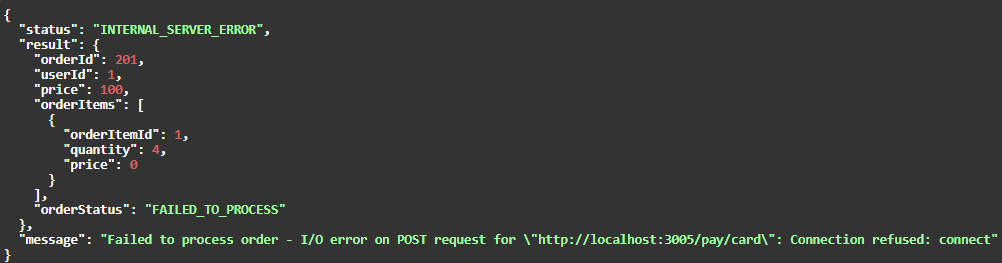 {
  "status": "INTERNAL_SERVER_ERROR",
  "result": {
    "orderId": 201,
    "userId": 1,
    "price": 100,
    "orderItems": [
      {
        "orderItemId": 1,
        "quantity": 4,
        "price": 0
      }
    ],
    "orderStatus": "FAILED_TO_PROCESS"
  },
  "message": "Failed to process order - I/O error on POST request for \"http://localhost:3005/pay/card\": Connection refused: connect"
}